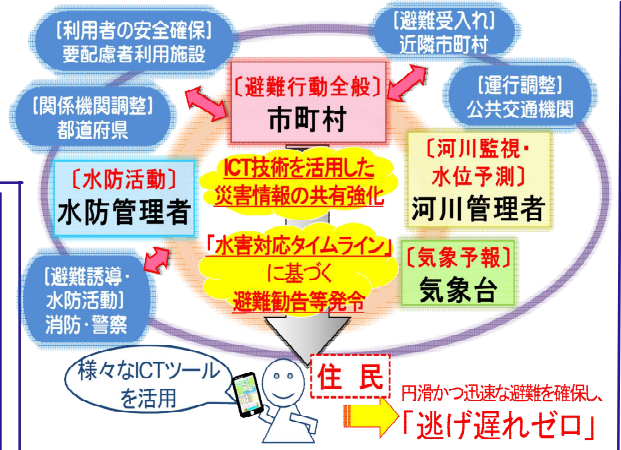 ［利用者の安全確保］
要配慮者利用施設
［避難受入れ］
近隣市町村
［関係機関調整］
都道府県
〔避難行動全般〕
市町村
［運行調整］
公共交通機関
〔水防活動〕
水防管理者
ICT技術を活用した
災害情報の共有強化
〔河川監視・
水位予測〕
河川管理者
「水害対応タイムライン」
に基づく
避難勧告等発令
〔気象予報〕
気象台
［避難誘導・
水防活動］
消防・警察
様々なICTツール
を活用
住 民
円滑かつ迅速な避難を確保し、
「逃げ遅れゼロ」